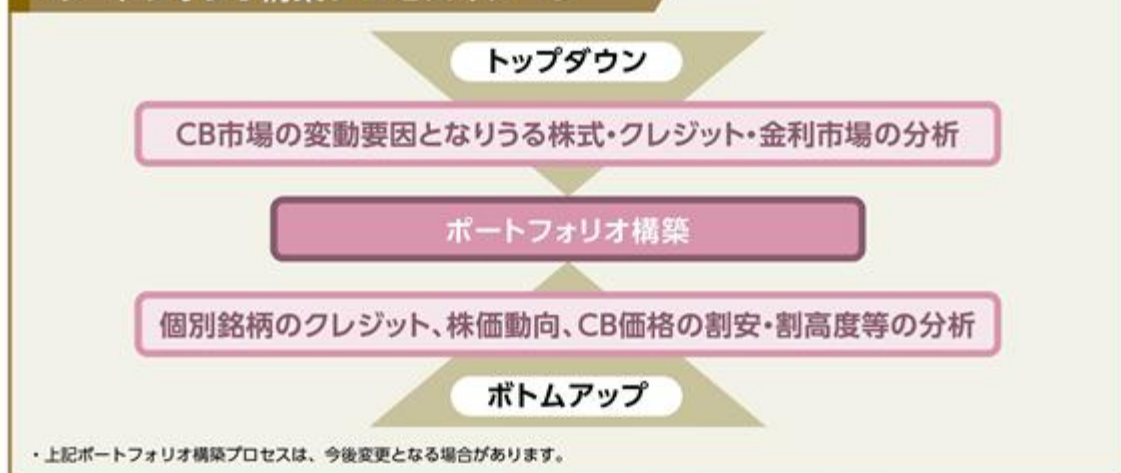 トップダウン
CB市場の変動要因となりうる株式・クレジット・金利市場の分析
ポートフォリオ構築
個別銘柄のクレジット、株価動向、CB価格の割安・割高度等の分析
ボトムアップ
・上記ポートフォリオ構築プロセスは、今後変更となる場合があります。